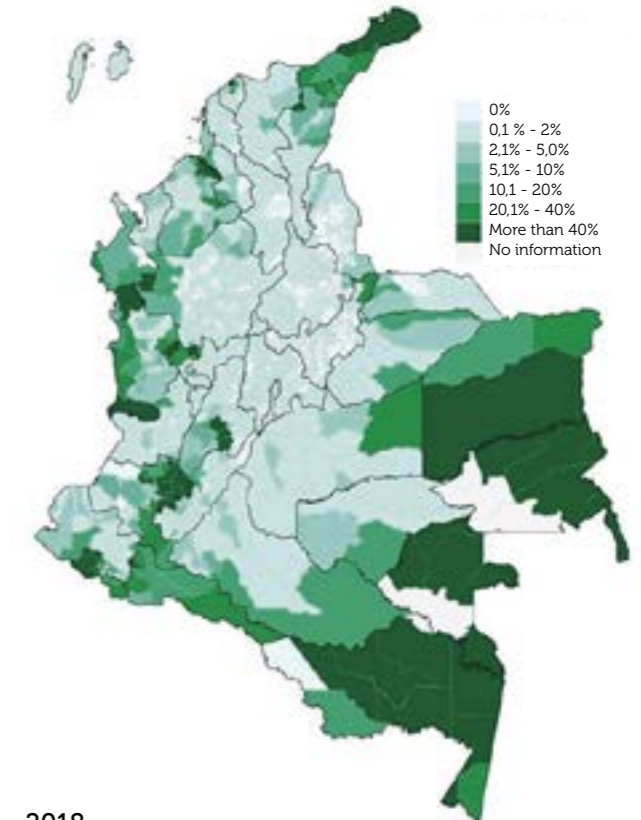 0%
0,1 % - 2%
2,1% - 5,0%
5,1% - 10%
10,1 - 20%
20,1% - 40%
More than 40%
No information
2018